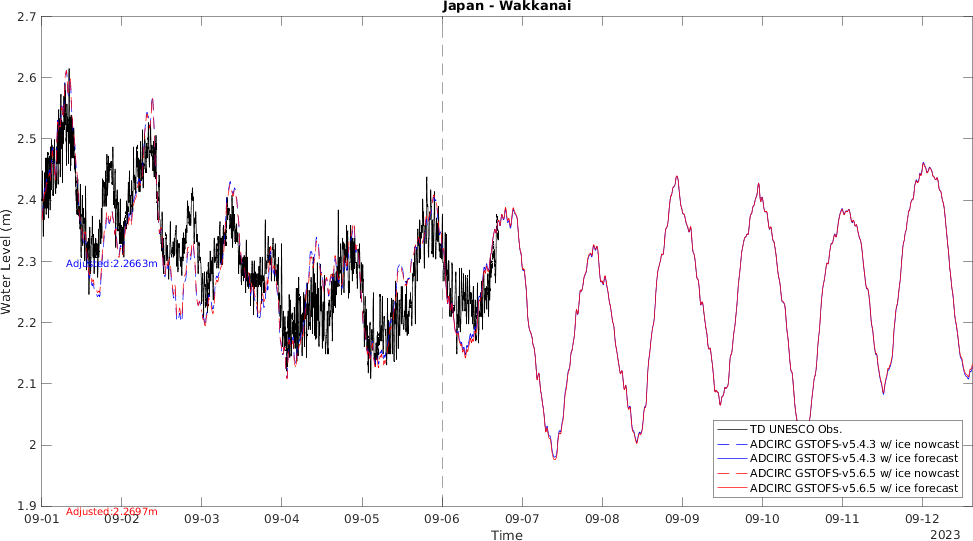 Japan - Wakkanai
2.7
2.6
2.5
2.4
2.3
2.2
2.1
2
1.9
Water Level (m)
Adjusted:2.2663m
Adjusted:2.2697m
TD UNESCO Obs.
ADCIRC GSTOFS-v5.4.3 w/ ice nowcast
ADCIRC GSTOFS-v5.4.3 w/ ice forecast
ADCIRC GSTOFS-v5.6.5 w/ ice nowcast
ADCIRC GSTOFS-v5.6.5 w/ ice forecast
09-01 09-02 09-03 09-04 09-05 09-06 09-07 09-08 09-09 09-10 09-11 09-12
2023
Time